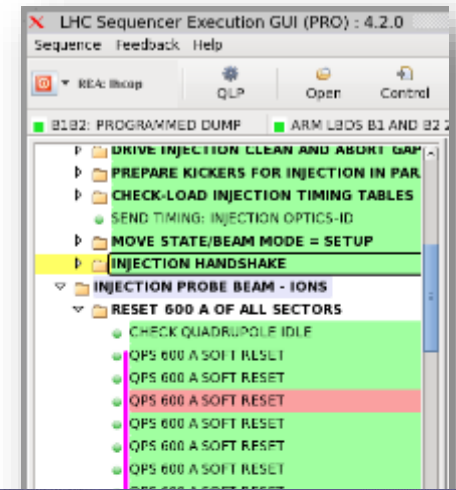 LHC Sequencer Execution GUI (PRO) : 4.2.0
Sequence Feedback Help
RBA: lhcop QLP Open Control
B1B2: PROGRAMMED DUMP ARM LBDS B1 AND B2 2
DRIVE INJECTION CLEAN AND ABORT GAP
PREPARE KICKERS FOR INJECTION IN PAR
CHECK-LOAD INJECTION TIMING TABLES
SEND TIMING: INJECTION OPTICS-ID
MOVE STATE/BEAM MODE = SETUP
INJECTION HANDSHAKE
INJECTION PROBE BEAM - IONS
RESET 600 A OF ALL SECTORS
CHECK QUADRUPOLE IDLE
QPS 600 A SOFT RESET
QPS 600 A SOFT RESET
QPS 600 A SOFT RESET
QPS 600 A SOFT RESET
QPS 600 A SOFT RESET
QPS 600 A SOFT RESET